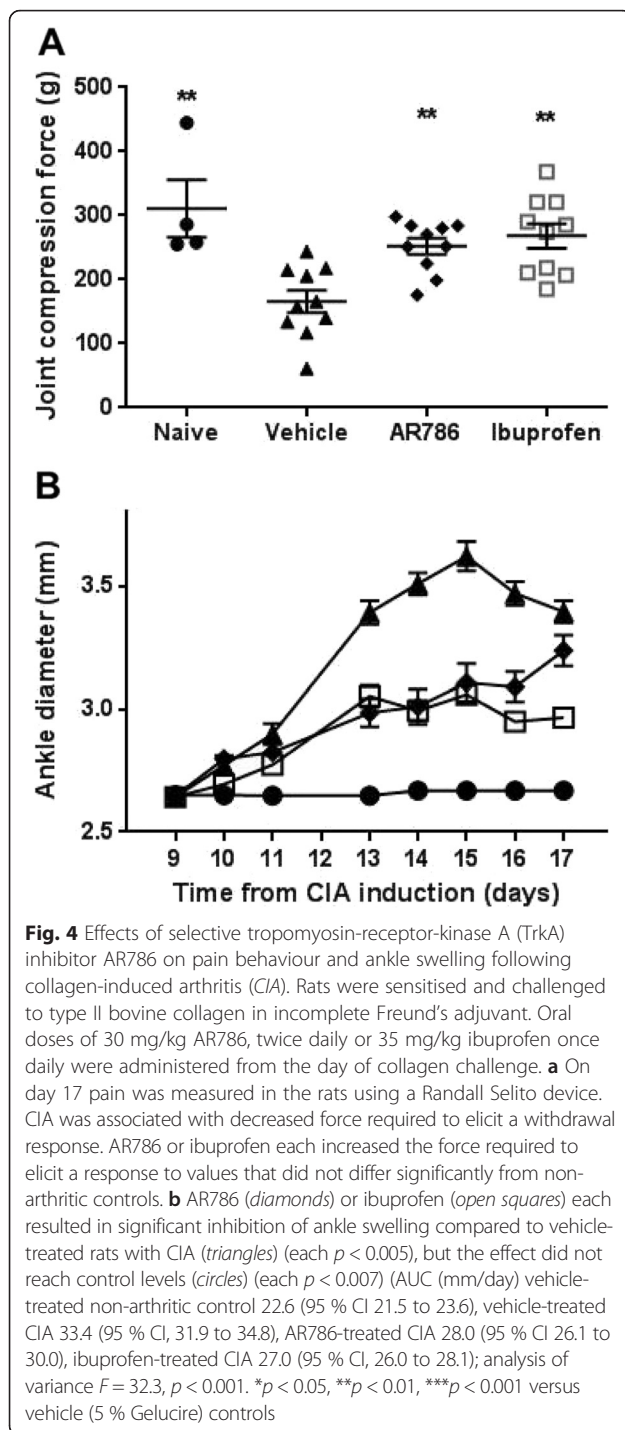 A
Joint compression force (g)
500
400
300
200
100
0
** ** **
Naive Vehicle AR786 Ibuprofen
B
Ankle diameter (mm)
3.5
3.0
2.5
9 10 11 12 13 14 15 16 17
Time from CIA induction (days)
Fig. 4 Effects of selective tropomyosin-receptor-kinase A (TrkA)
inhibitor AR786 on pain behaviour and ankle swelling following
collagen-induced arthritis (CIA). Rats were sensitised and challenged
to type II bovine collagen in incomplete Freund's adjuvant. Oral
doses of 30 mg/kg AR786, twice daily or 35 mg/kg ibuprofen once
daily were administered from the day of collagen challenge. a On
day 17 pain was measured in the rats using a Randall Selito device.
CIA was associated with decreased force required to elicit a withdrawal
response. AR786 or ibuprofen each increased the force required to
elicit a response to values that did not differ significantly from non-
arthritic controls. b AR786 (diamonds) or ibuprofen (open squares) each
resulted in significant inhibition of ankle swelling compared to vehicle-
treated rats with CIA (triangles) (each p < 0.005), but the effect did not
reach control levels (circles) (each p < 0.007) (AUC (mm/day) vehicle-
treated non-arthritic control 22.6 (95 % CI 21.5 to 23.6), vehicle-treated
CIA 33.4 (95 % CI, 31.9 to 34.8), AR786-treated CIA 28.0 (95 % CI 26.1 to
30.0), ibuprofen-treated CIA 27.0 (95 % CI, 26.0 to 28.1); analysis of
variance F = 32.3, p < 0.001. *p < 0.05, **p < 0.01, ***p < 0.001 versus
vehicle (5 % Gelucire) controls